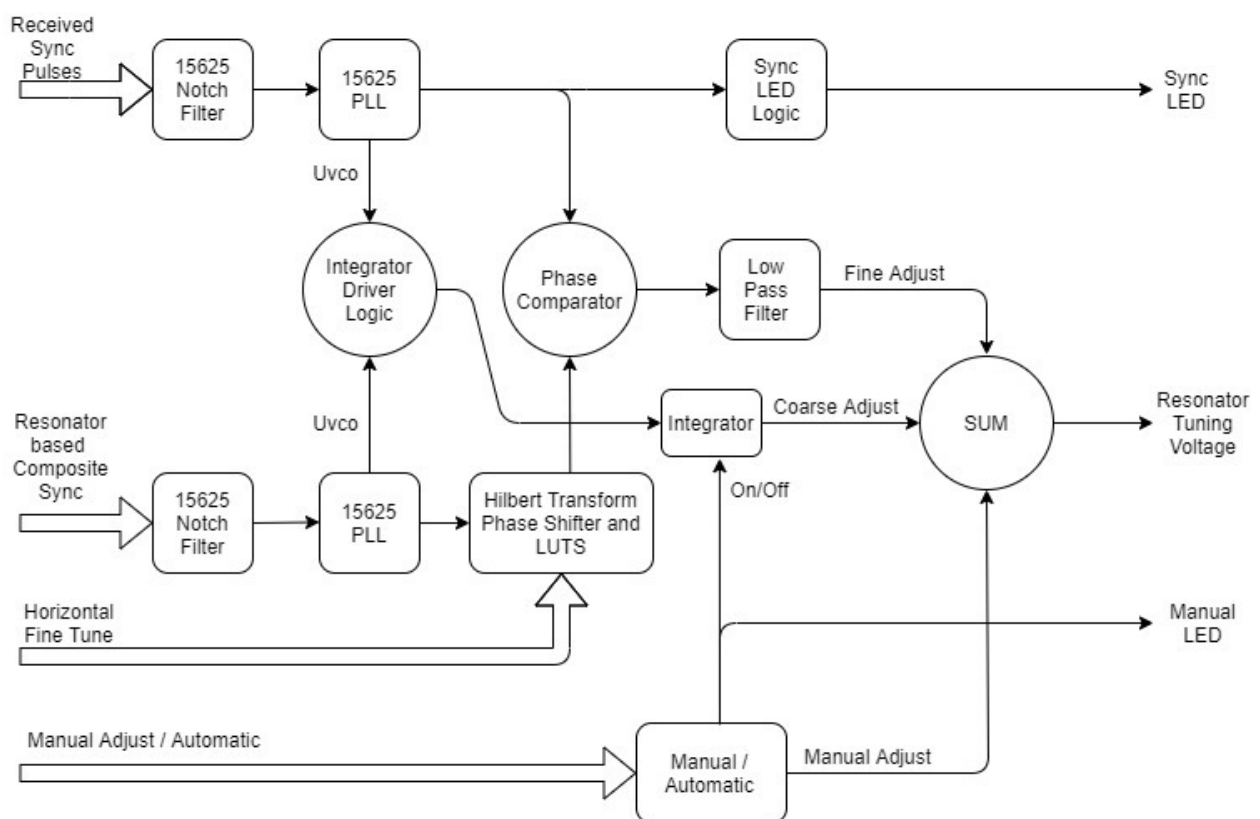 Received
Sync
Pulses
15625
Notch
Filter
15625
PLL
Sync
LED
Logic
Sync
LED
Uvco
Integrator
Driver
Logic
Phase
Comparator
Low
Pass
Filter
Fine Adjust
Resonator
based
Composite
Sync
Uvco
Integrator
Coarse Adjust
SUM
Resonator
Tuning
Voltage
15625
Notch
Filter
15625
PLL
Hilbert Transform
Phase Shifter and
LUTS
On/Off
Horizontal
Fine Tune
Manual
LED
Manual Adjust / Automatic
Manual /
Automatic
Manual Adjust